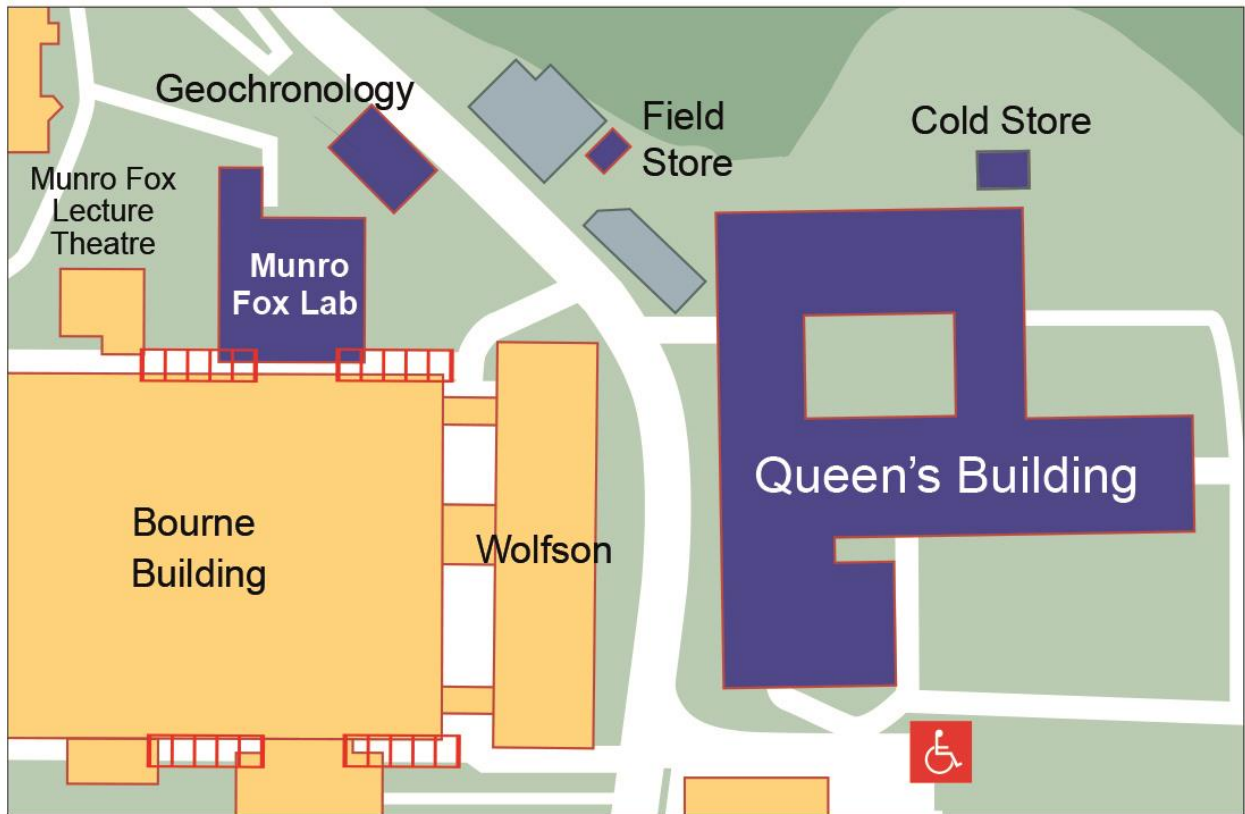 Geochronology
Field
Store
Cold Store
Munro Fox
Lecture
Theatre
Munro
Fox Lab
Queen's Building
Bourne
Building
Wolfson